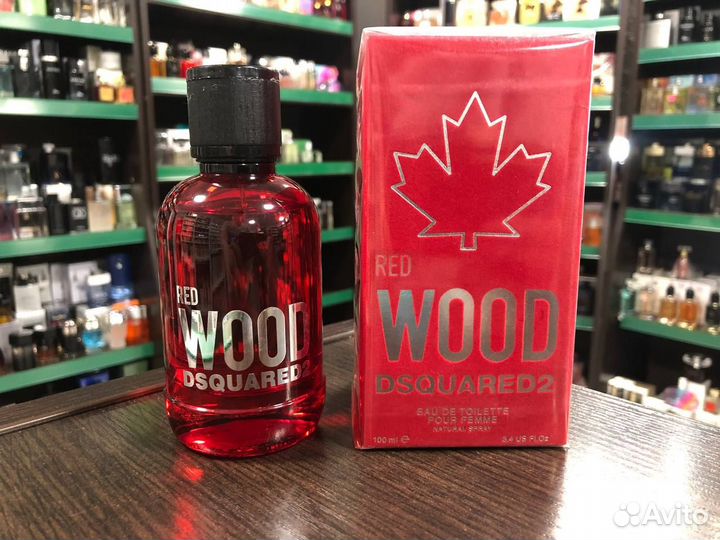 RED
WOOD
DSQUARED2
RED
WOOD
DSQUARED2
EAU DE TOILETTE
POUR FEMME
NATURAL SPRAY
100 ml ℮ 3.4 US FL.Oz
Avito